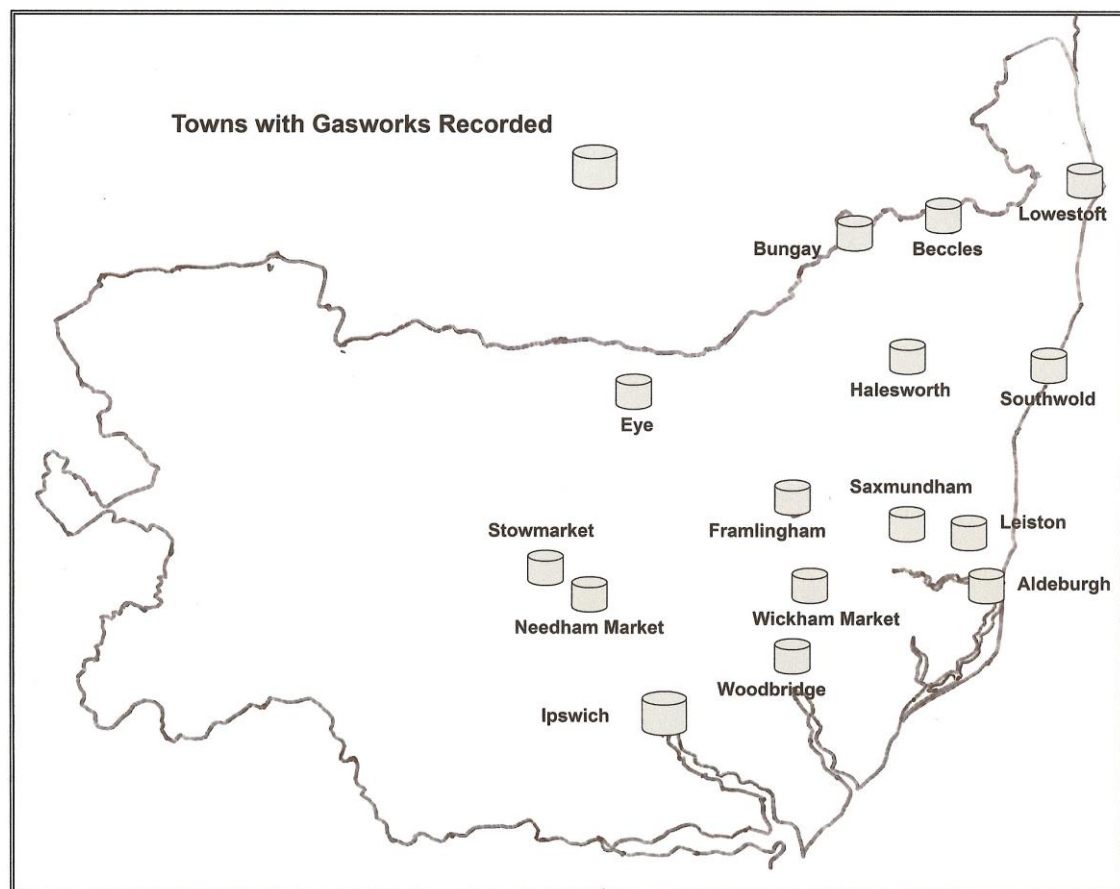 Towns with Gasworks Recorded
Lowestoft
Bungay
Beccles
Halesworth
Southwold
Eye
Saxmundham
Stowmarket
Framlingham
Leiston
Aldeburgh
Needham Market
Wickham Market
Woodbridge
Ipswich